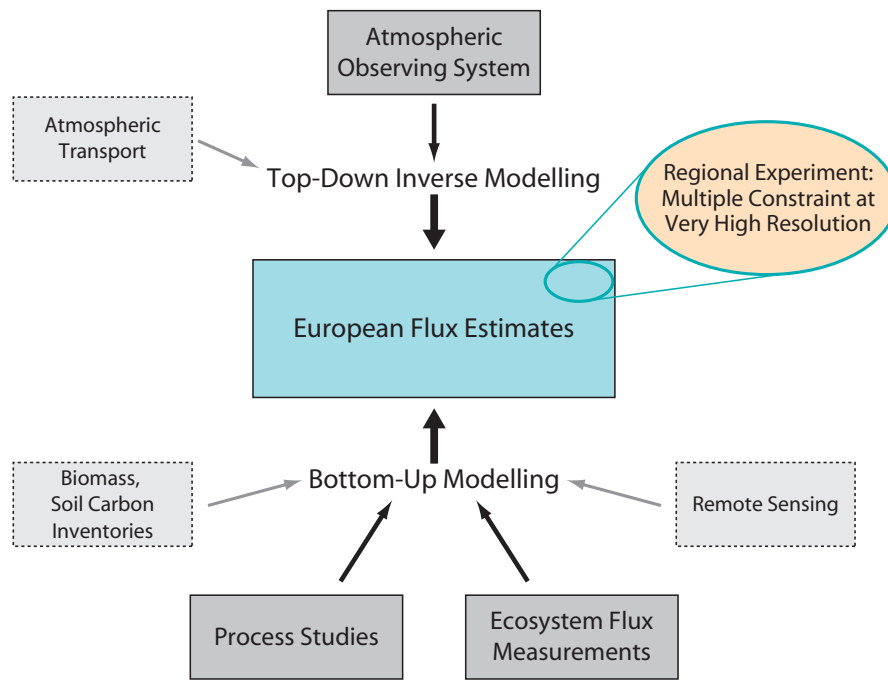 Atmospheric
Observing System
Atmospheric
Transport
Top-Down Inverse Modelling
Regional Experiment:
Multiple Constraint at
Very High Resolution
European Flux Estimates
Biomass,
Soil Carbon
Inventories
Bottom-Up Modelling
Remote Sensing
Process Studies
Ecosystem Flux
Measurements